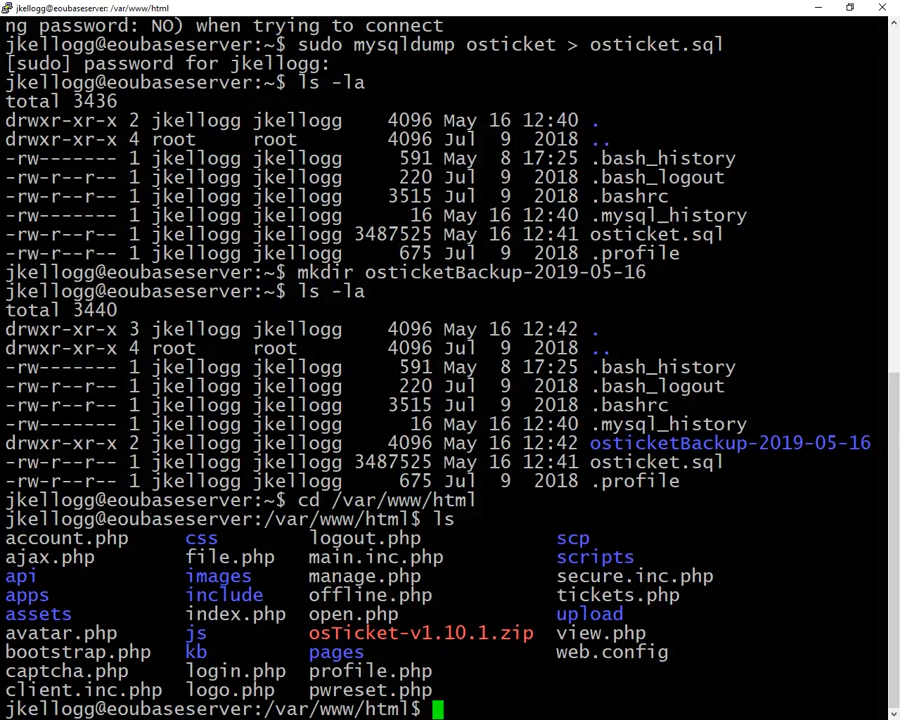 jkellogg@eoubaseserver: /var/www/html
ng password: NO) when trying to connect
jkellogg@eoubaseserver:~$ sudo mysqldump osticket > osticket.sql
[sudo] password for jkellogg:
jkellogg@eoubaseserver:~$ ls -la
total 3436
drwxr-xr-x 2 jkellogg jkellogg    4096 May 16 12:40 .
drwxr-xr-x 4 root     root        4096 Jul  9  2018 ..
-rw------- 1 jkellogg jkellogg     591 May  8 17:25 .bash_history
-rw-r--r-- 1 jkellogg jkellogg     220 Jul  9  2018 .bash_logout
-rw-r--r-- 1 jkellogg jkellogg    3515 Jul  9  2018 .bashrc
-rw------- 1 jkellogg jkellogg      16 May 16 12:40 .mysql_history
-rw-r--r-- 1 jkellogg jkellogg 3487525 May 16 12:41 osticket.sql
-rw-r--r-- 1 jkellogg jkellogg     675 Jul  9  2018 .profile
jkellogg@eoubaseserver:~$ mkdir osticketBackup-2019-05-16
jkellogg@eoubaseserver:~$ ls -la
total 3440
drwxr-xr-x 3 jkellogg jkellogg    4096 May 16 12:42 .
drwxr-xr-x 4 root     root        4096 Jul  9  2018 ..
-rw------- 1 jkellogg jkellogg     591 May  8 17:25 .bash_history
-rw-r--r-- 1 jkellogg jkellogg     220 Jul  9  2018 .bash_logout
-rw-r--r-- 1 jkellogg jkellogg    3515 Jul  9  2018 .bashrc
-rw------- 1 jkellogg jkellogg      16 May 16 12:40 .mysql_history
drwxr-xr-x 2 jkellogg jkellogg    4096 May 16 12:42 osticketBackup-2019-05-16
-rw-r--r-- 1 jkellogg jkellogg 3487525 May 16 12:41 osticket.sql
-rw-r--r-- 1 jkellogg jkellogg     675 Jul  9  2018 .profile
jkellogg@eoubaseserver:~$ cd /var/www/html
jkellogg@eoubaseserver:/var/www/html$ ls
account.php     css        logout.php            scp
ajax.php        file.php   main.inc.php          scripts
api             images     manage.php            secure.inc.php
apps            include    offline.php           tickets.php
assets          index.php  open.php              upload
avatar.php      js         osTicket-v1.10.1.zip  view.php
bootstrap.php   kb         pages                 web.config
captcha.php     login.php  profile.php
client.inc.php  logo.php   pwreset.php
jkellogg@eoubaseserver:/var/www/html$